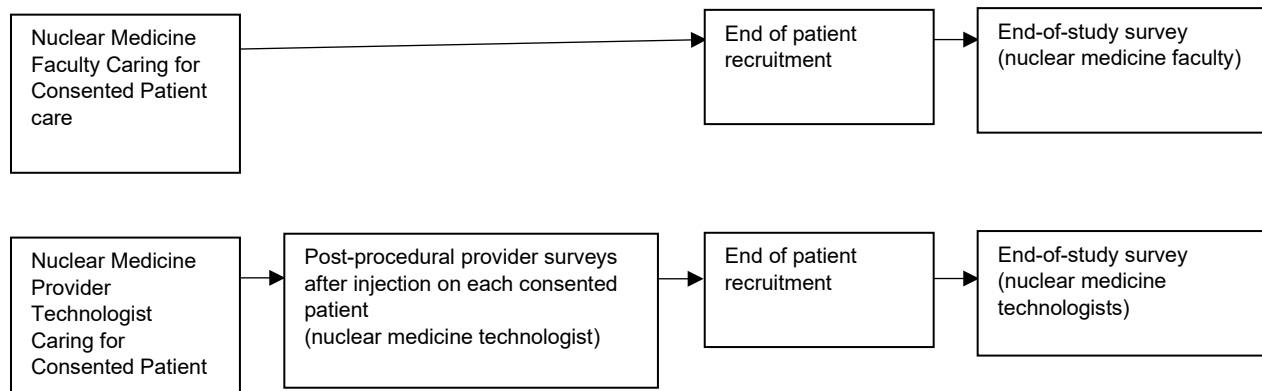 Nuclear Medicine
Faculty Caring for
Consented Patient
care
End of patient
recruitment
End-of-study survey
(nuclear medicine faculty)
Nuclear Medicine
Provider
Technologist
Caring for
Consented Patient
Post-procedural provider surveys
after injection on each consented
patient
(nuclear medicine technologist)
End of patient
recruitment
End-of-study survey
(nuclear medicine
technologists)